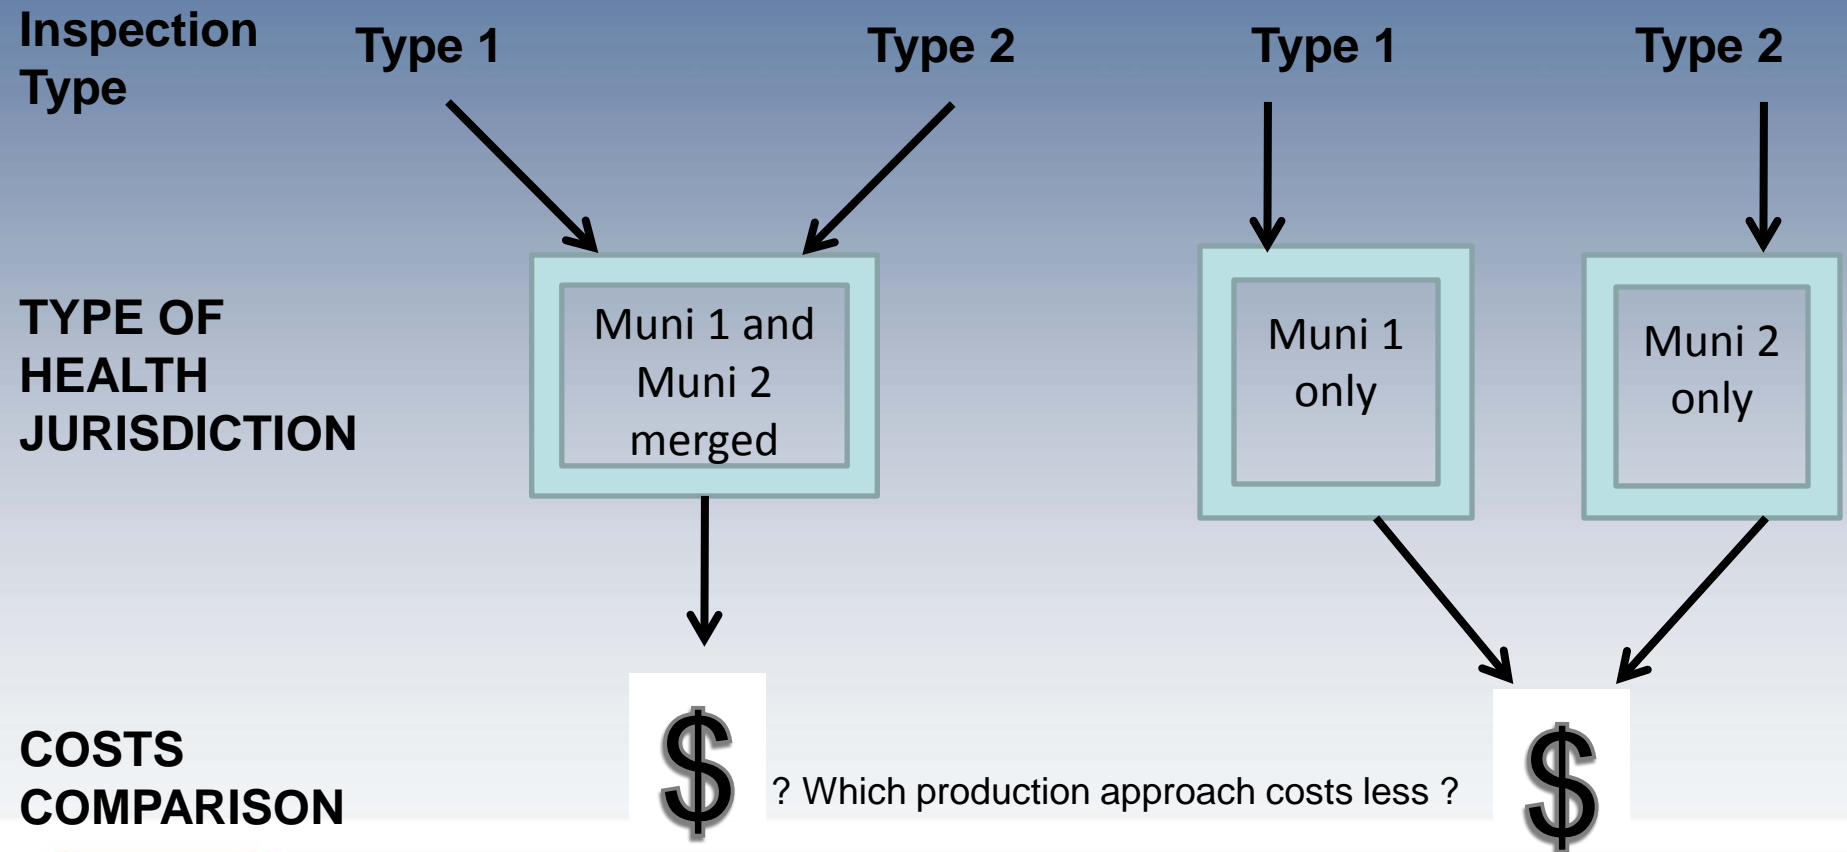 Inspection
Type
Type 1
Type 2
Type 1
Type 2
TYPE OF
HEALTH
JURISDICTION
Muni 1 and
Muni 2
merged
Muni 1
only
Muni 2
only
COSTS
COMPARISON
$
? Which production approach costs less ?
$